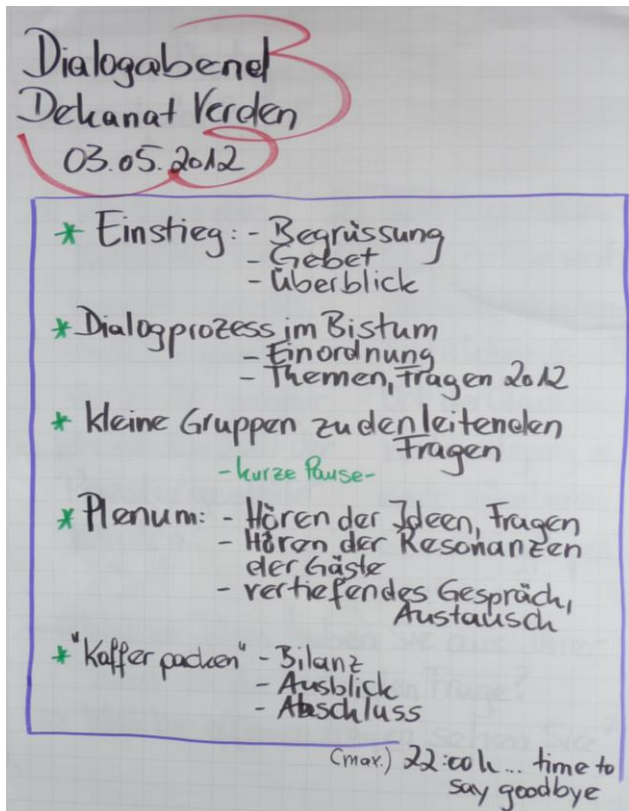 Dialogabend
Dekanat Verden
03.05.2012
* Einstieg: - Begrüssung
- Gebet
- Überblick
* Dialogprozess im Bistum
- Einordnung
- Themen, Fragen 2012
* kleine Gruppen zu den leitenden
Fragen
- kurze Pause -
* Plenum: - Hören der Ideen, Fragen
- Hören der Resonanzen
der Gäste
- vertiefendes Gespräch,
Austausch
* "Koffer packen" - Bilanz
- Ausblick
- Abschluss
(max.) 22:00 h... time to
say goodbye